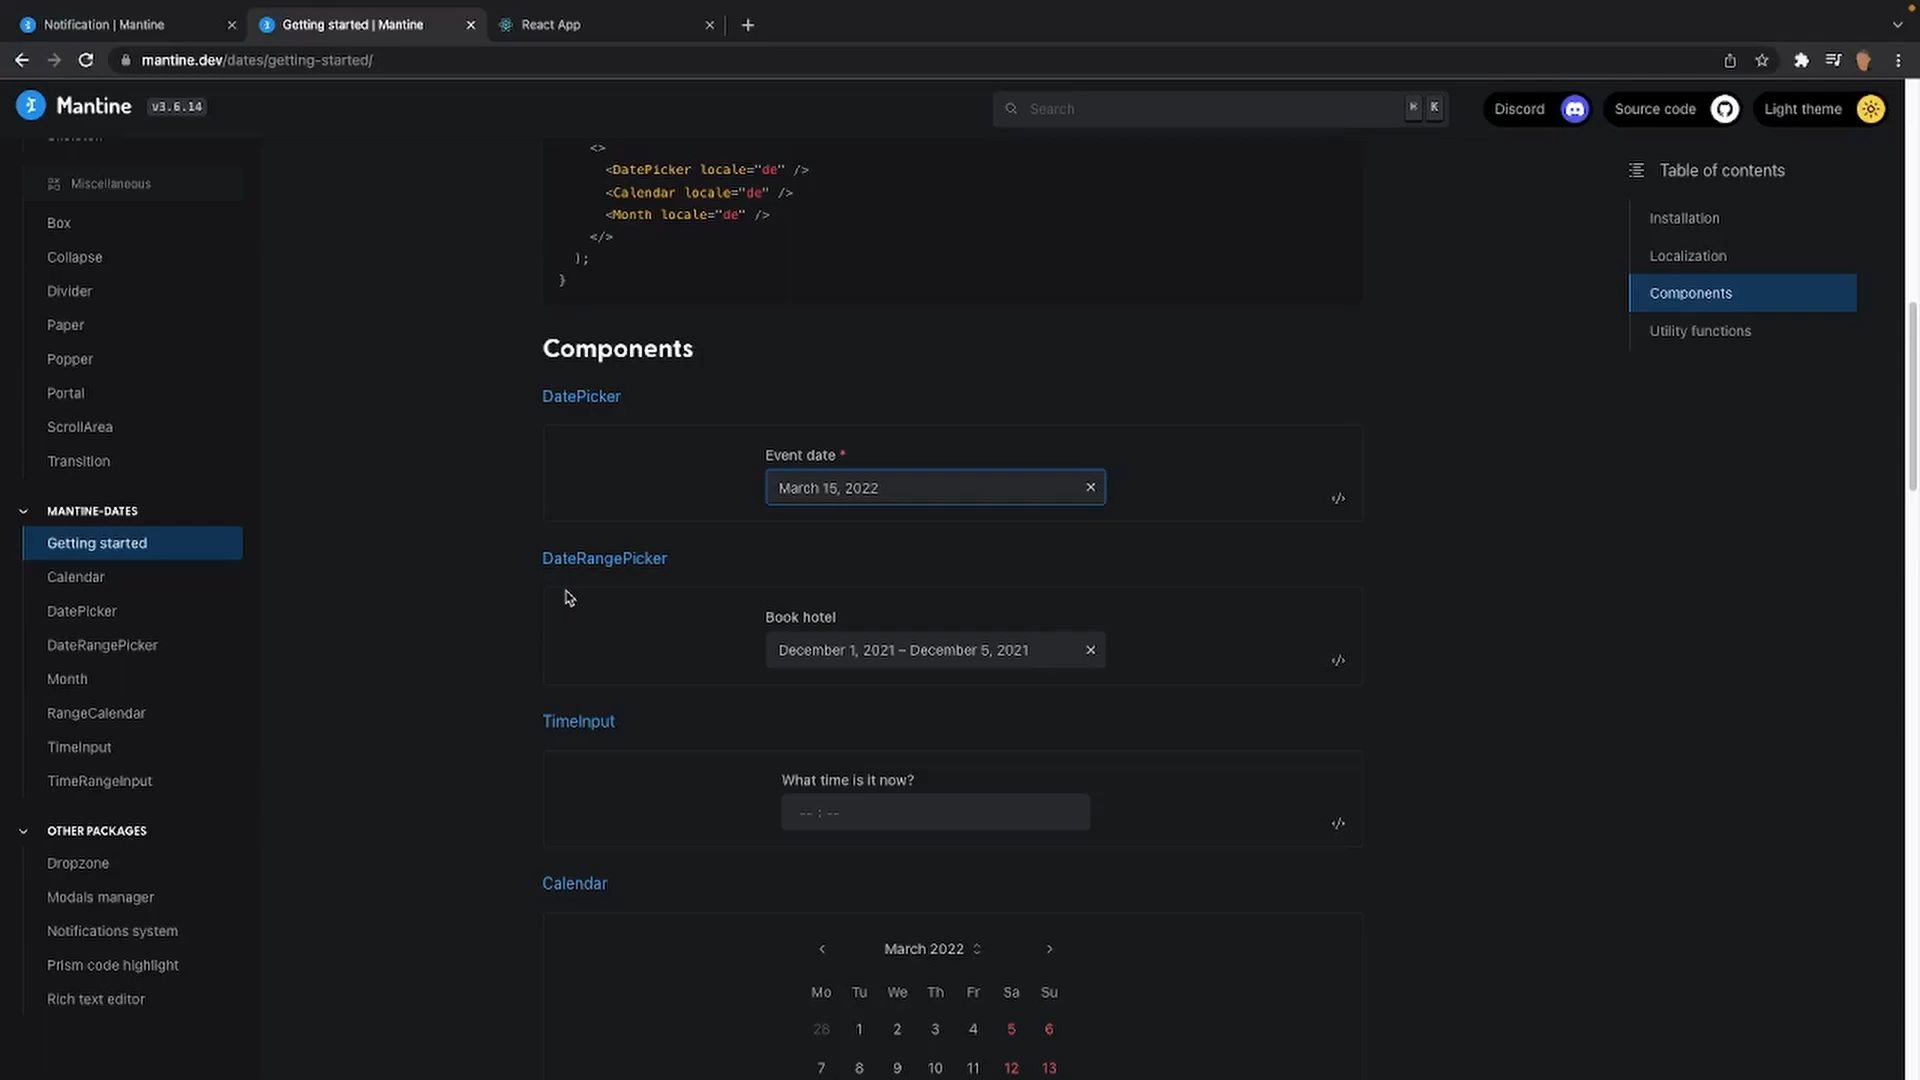 Notification | Mantine
Getting started | Mantine
React App
mantine.dev/dates/getting-started/
Mantine
v3.6.14
Search
⌘ K
Discord
Source code
Light theme
Skeleton
Miscellaneous
Box
Collapse
Divider
Paper
Popper
Portal
ScrollArea
Transition
MANTINE-DATES
Getting started
Calendar
DatePicker
DateRangePicker
Month
RangeCalendar
TimeInput
TimeRangeInput
OTHER PACKAGES
Dropzone
Modals manager
Notifications system
Prism code highlight
Rich text editor
<>
<DatePicker locale="de" />
<Calendar locale="de" />
<Month locale="de" />
</>
);
}
Components
DatePicker
Event date *
March 15, 2022
DateRangePicker
Book hotel
December 1, 2021 – December 5, 2021
TimeInput
What time is it now?
-- : --
Calendar
March 2022
Mo Tu We Th Fr Sa Su
28 1 2 3 4 5 6
7 8 9 10 11 12 13
Table of contents
Installation
Localization
Components
Utility functions